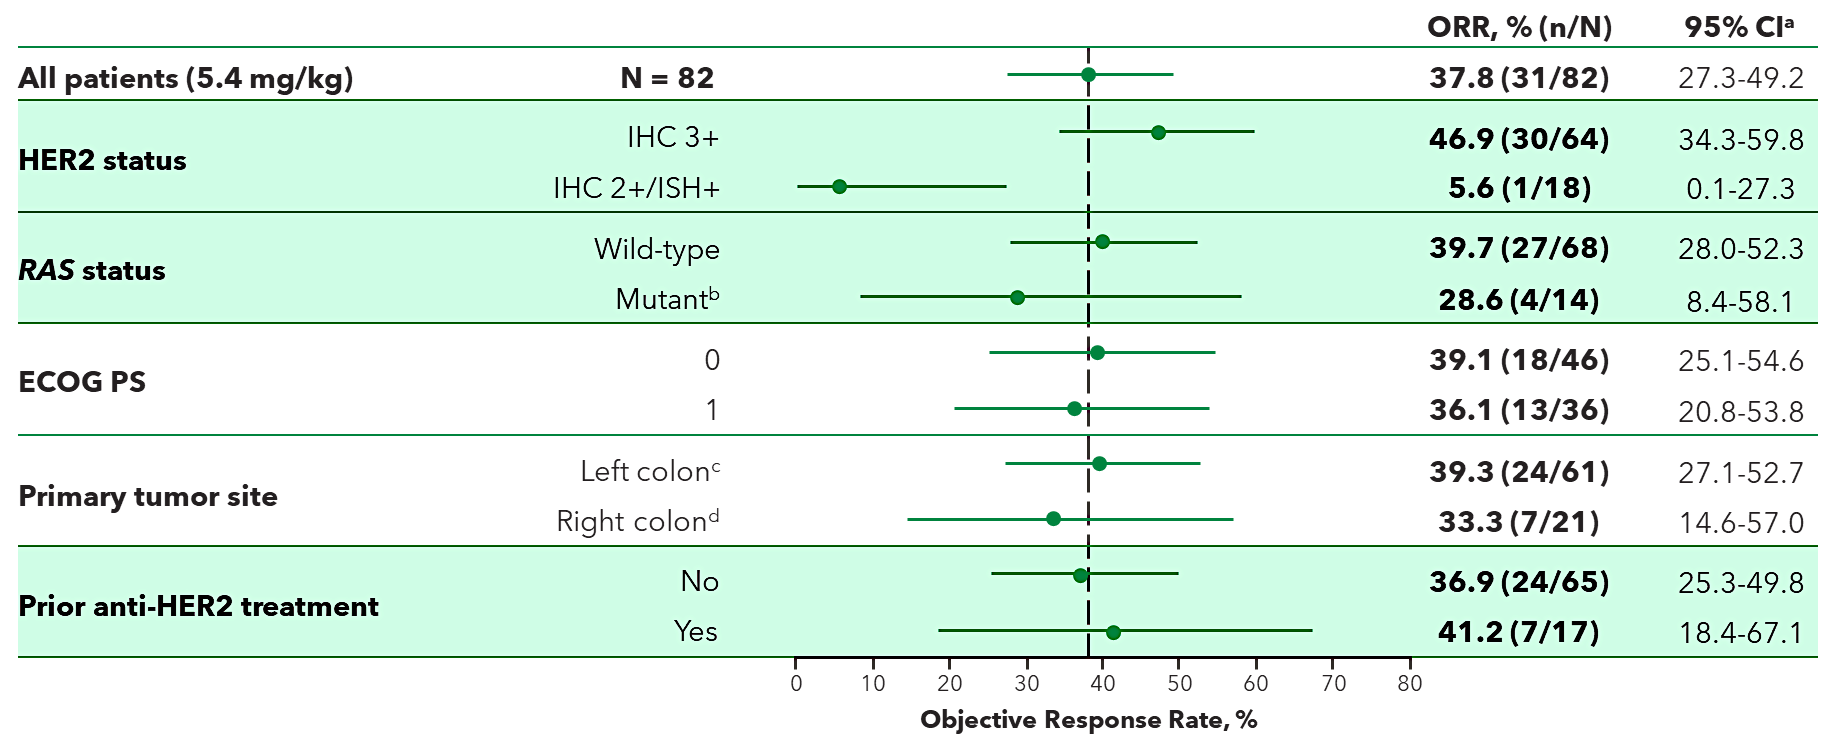 ORR, % (n/N) 95% CIᵃ
All patients (5.4 mg/kg) N = 82 37.8 (31/82) 27.3-49.2
HER2 status
IHC 3+ 46.9 (30/64) 34.3-59.8
IHC 2+/ISH+ 5.6 (1/18) 0.1-27.3
RAS status
Wild-type 39.7 (27/68) 28.0-52.3
Mutantᵇ 28.6 (4/14) 8.4-58.1
ECOG PS
0 39.1 (18/46) 25.1-54.6
1 36.1 (13/36) 20.8-53.8
Primary tumor site
Left colonᶜ 39.3 (24/61) 27.1-52.7
Right colonᵈ 33.3 (7/21) 14.6-57.0
Prior anti-HER2 treatment
No 36.9 (24/65) 25.3-49.8
Yes 41.2 (7/17) 18.4-67.1
0 10 20 30 40 50 60 70 80
Objective Response Rate, %